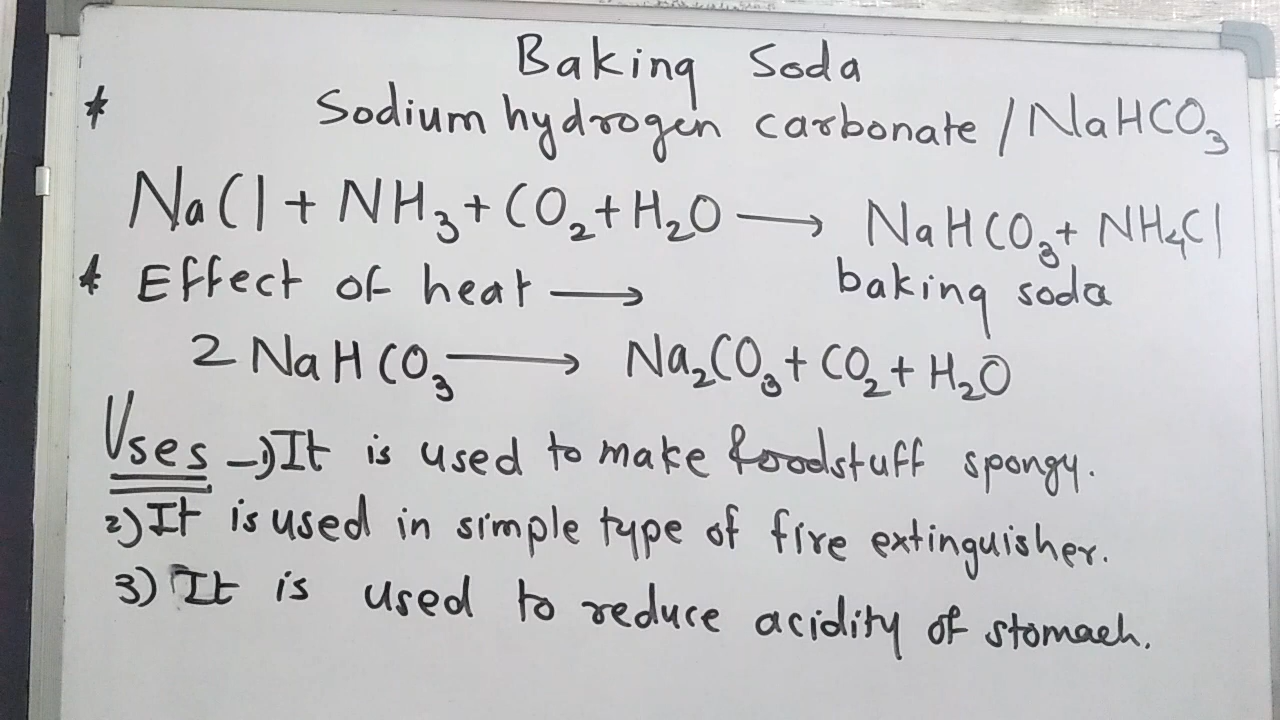 Baking Soda
* Sodium hydrogen carbonate / NaHCO₃
NaCl + NH₃ + CO₂ + H₂O ⟶ NaHCO₃ + NH₄Cl
baking soda
* Effect of heat ⟶
2 NaHCO₃ ⟶ Na₂CO₃ + CO₂ + H₂O
Uses –1) It is used to make foodstuff spongy.
2) It is used in simple type of fire extinguisher.
3) It is used to reduce acidity of stomach.